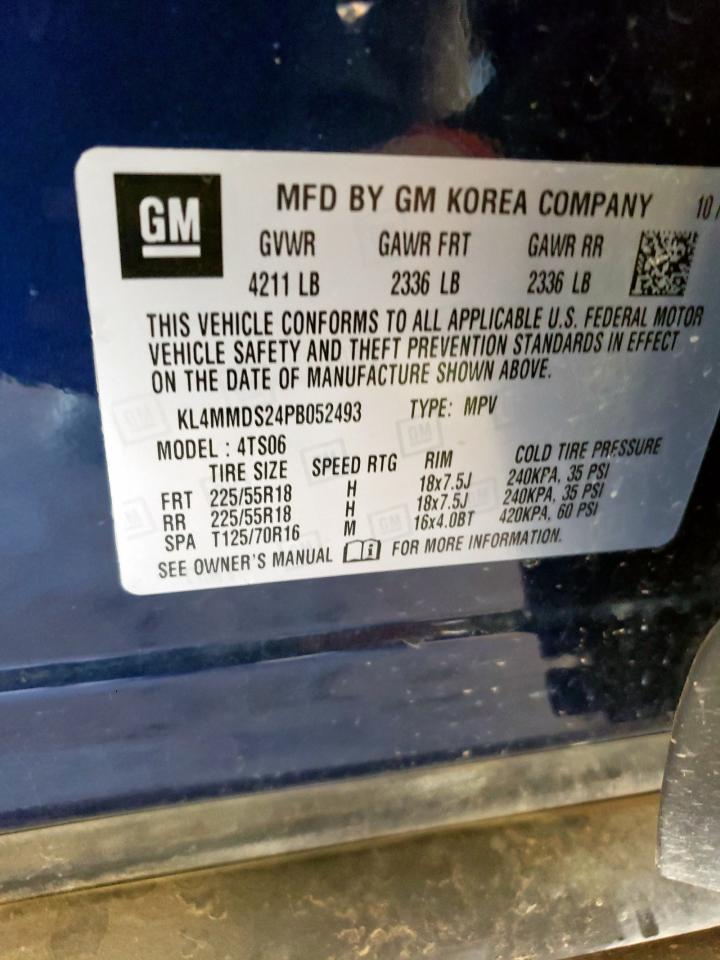 GM
MFD BY GM KOREA COMPANY 10/
GVWR GAWR FRT GAWR RR
4211 LB 2336 LB 2336 LB
THIS VEHICLE CONFORMS TO ALL APPLICABLE U.S. FEDERAL MOTOR
VEHICLE SAFETY AND THEFT PREVENTION STANDARDS IN EFFECT
ON THE DATE OF MANUFACTURE SHOWN ABOVE.
KL4MMDS24PB052493 TYPE: MPV
MODEL : 4TS06
TIRE SIZE SPEED RTG RIM COLD TIRE PRESSURE
FRT 225/55R18 H 18x7.5J 240KPA, 35 PSI
RR 225/55R18 H 18x7.5J 240KPA, 35 PSI
SPA T125/70R16 M 16x4.0BT 420KPA, 60 PSI
SEE OWNER'S MANUAL FOR MORE INFORMATION.